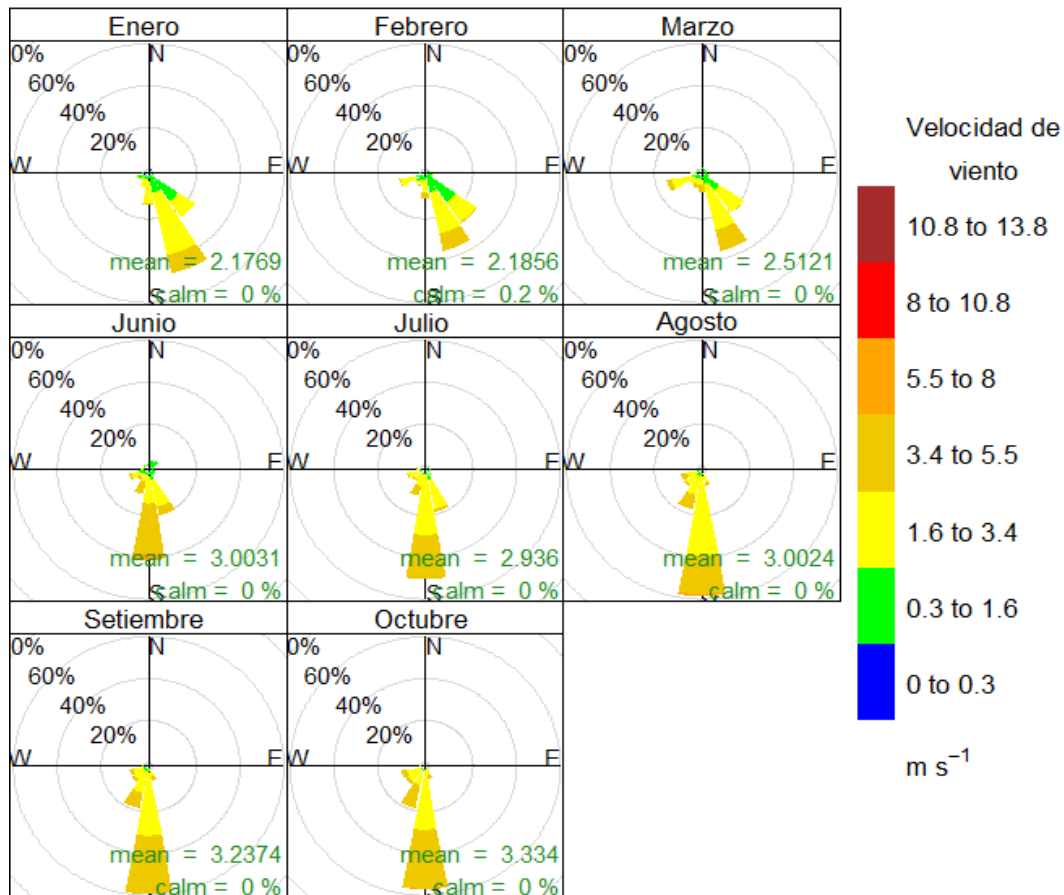 Enero
Febrero
Marzo
0%
N
60%
40%
20%
W
E
mean = 2.1769
S
calm = 0 %
0%
N
60%
40%
20%
W
E
mean = 2.1856
S
calm = 0.2 %
0%
N
60%
40%
20%
W
E
mean = 2.5121
S
calm = 0 %
Junio
Julio
Agosto
0%
N
60%
40%
20%
W
E
mean = 3.0031
S
calm = 0 %
0%
N
60%
40%
20%
W
E
mean = 2.936
S
calm = 0 %
0%
N
60%
40%
20%
W
E
mean = 3.0024
S
calm = 0 %
Setiembre
Octubre
0%
N
60%
40%
20%
W
E
mean = 3.2374
calm = 0 %
0%
N
60%
40%
20%
W
E
mean = 3.334
calm = 0 %
Velocidad de
viento
10.8 to 13.8
8 to 10.8
5.5 to 8
3.4 to 5.5
1.6 to 3.4
0.3 to 1.6
0 to 0.3
m s⁻¹